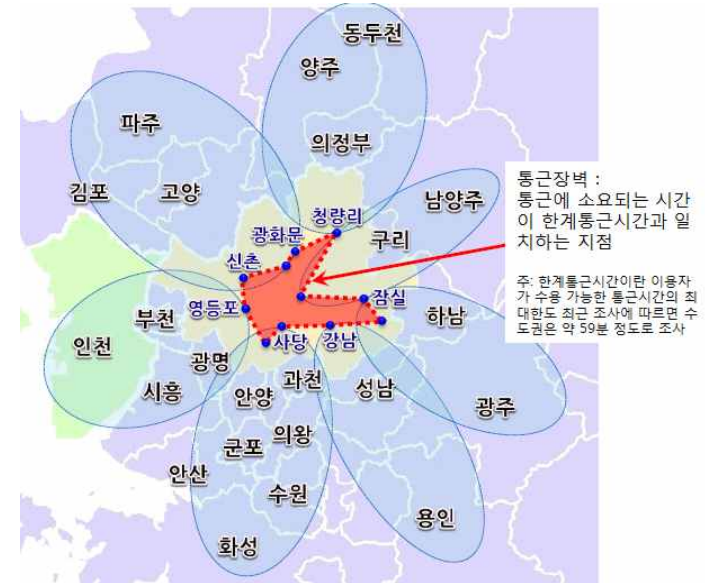 동두천
양주
의정부
파주
김포
고양
남양주
구리
청량리
광화문
신촌
영등포
잠실
사당
강남
인천
부천
시흥
광명
안양
과천
성남
하남
광주
군포
의왕
안산
수원
화성
용인
통근장벽 :
통근에 소요되는 시간
이 한계통근시간과 일
치하는 지점
주: 한계통근시간이란 이용자
가 수용 가능한 통근시간의 최
대한도 최근 조사에 따르면 수
도권은 약 59분 정도로 조사